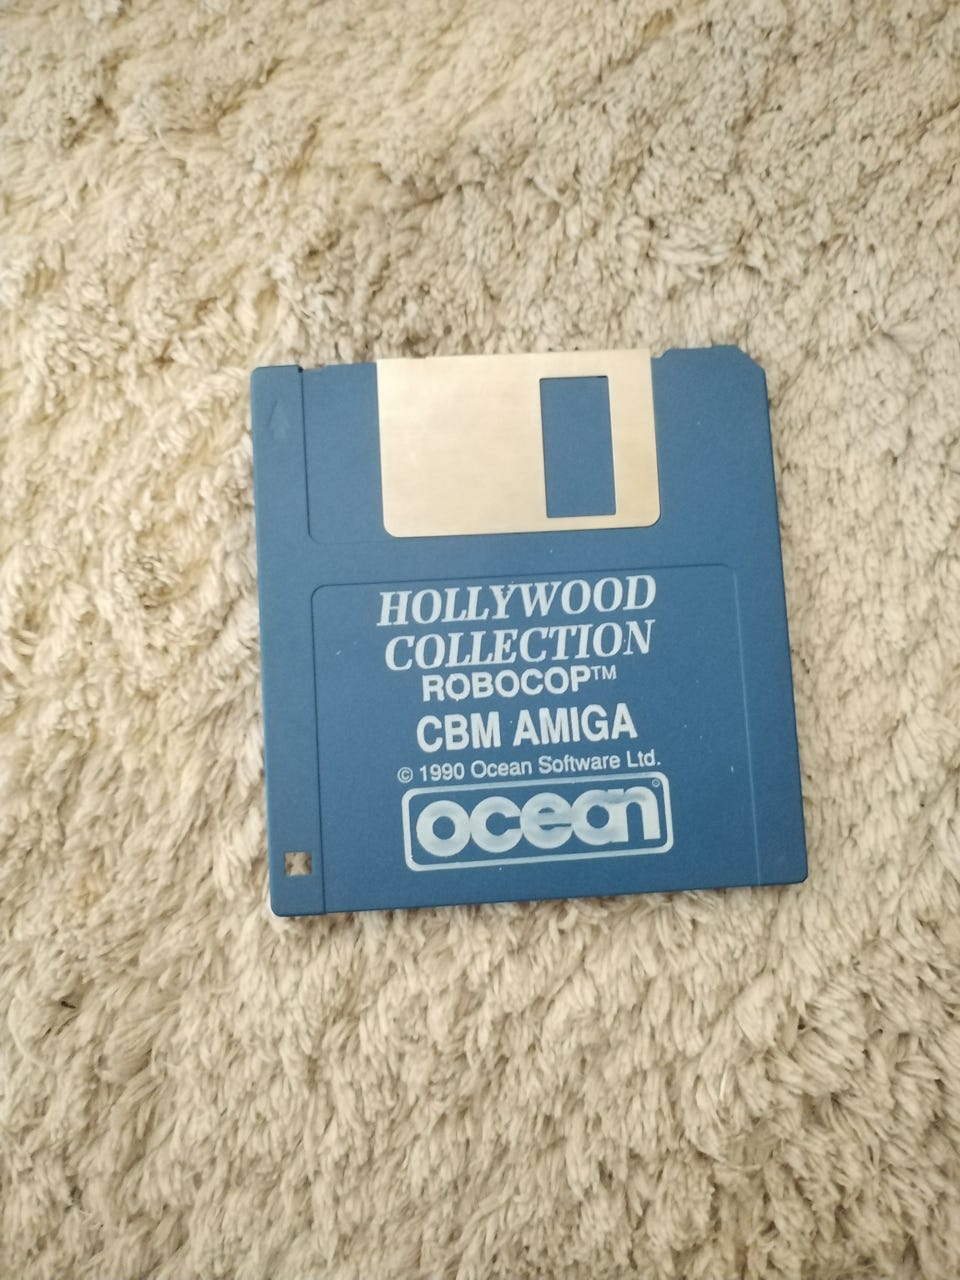 HOLLYWOOD
COLLECTION
ROBOCOP™
CBM AMIGA
© 1990 Ocean Software Ltd.
ocean©